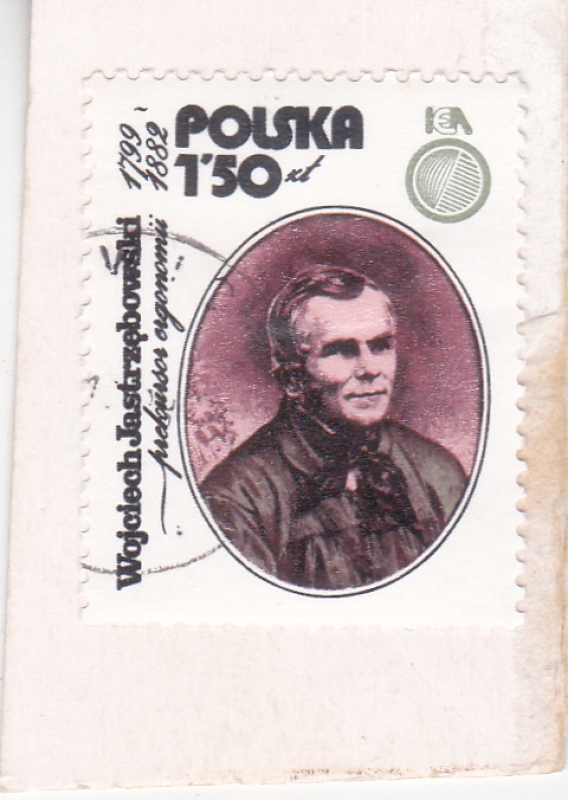 POLSKA
1'50 zł
IEA
1799-
1882
Wojciech Jastrzębowski
prekursor ergonomii